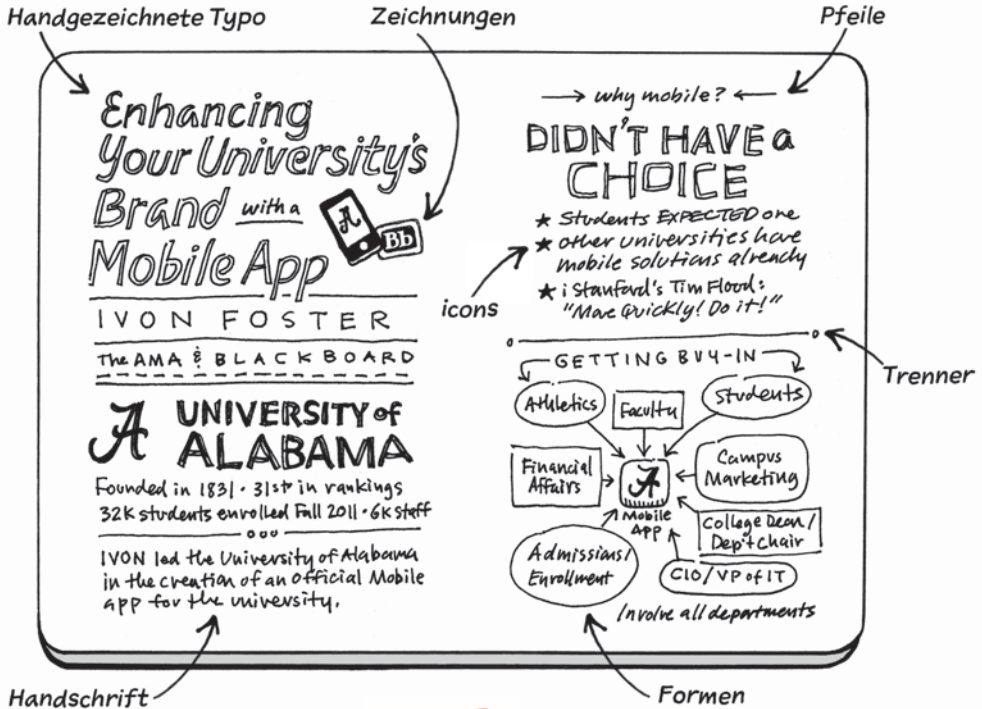 Handgezeichnete Typo
Zeichnungen
Pfeile
Enhancing
Your University's
Brand with a
Mobile App
A
Bb
IVON FOSTER
The AMA & BLACKBOARD
A UNIVERSITY of
ALABAMA
Founded in 1831 · 31st in rankings
32K students enrolled Fall 2011 · 6K staff
IVON led the University of Alabama
in the creation of an official Mobile
app for the university.
why mobile?
DIDN'T HAVE a
CHOICE
★ Students EXPECTED one
★ other universities have
mobile solutions already
★ i Stanford's Tim Flood:
"Move Quickly! Do it!"
icons
Trenner
GETTING BUY-IN
Athletics
Faculty
Students
Financial
Affairs
A
Mobile
App
Campus
Marketing
College Dean/
Dep't Chair
Admissions/
Enrollment
CIO/VP of IT
Involve all departments
Handschrift
Formen